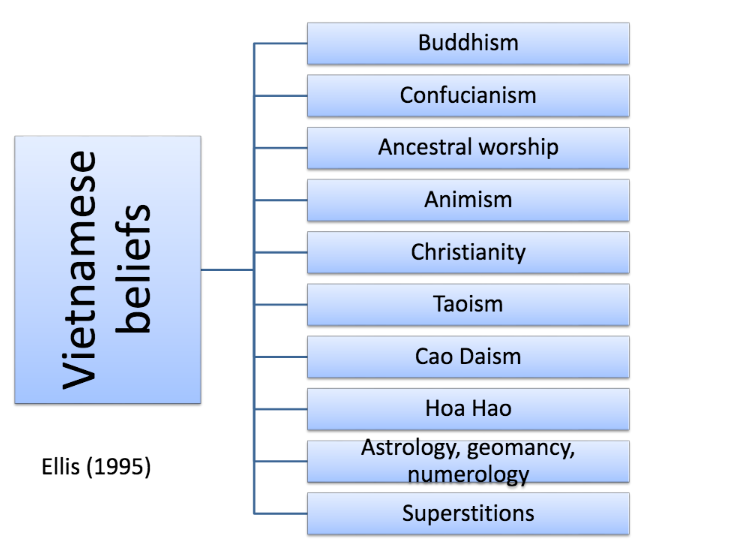 Vietnamese
beliefs
Buddhism
Confucianism
Ancestral worship
Animism
Christianity
Taoism
Cao Daism
Hoa Hao
Astrology, geomancy,
numerology
Superstitions
Ellis (1995)